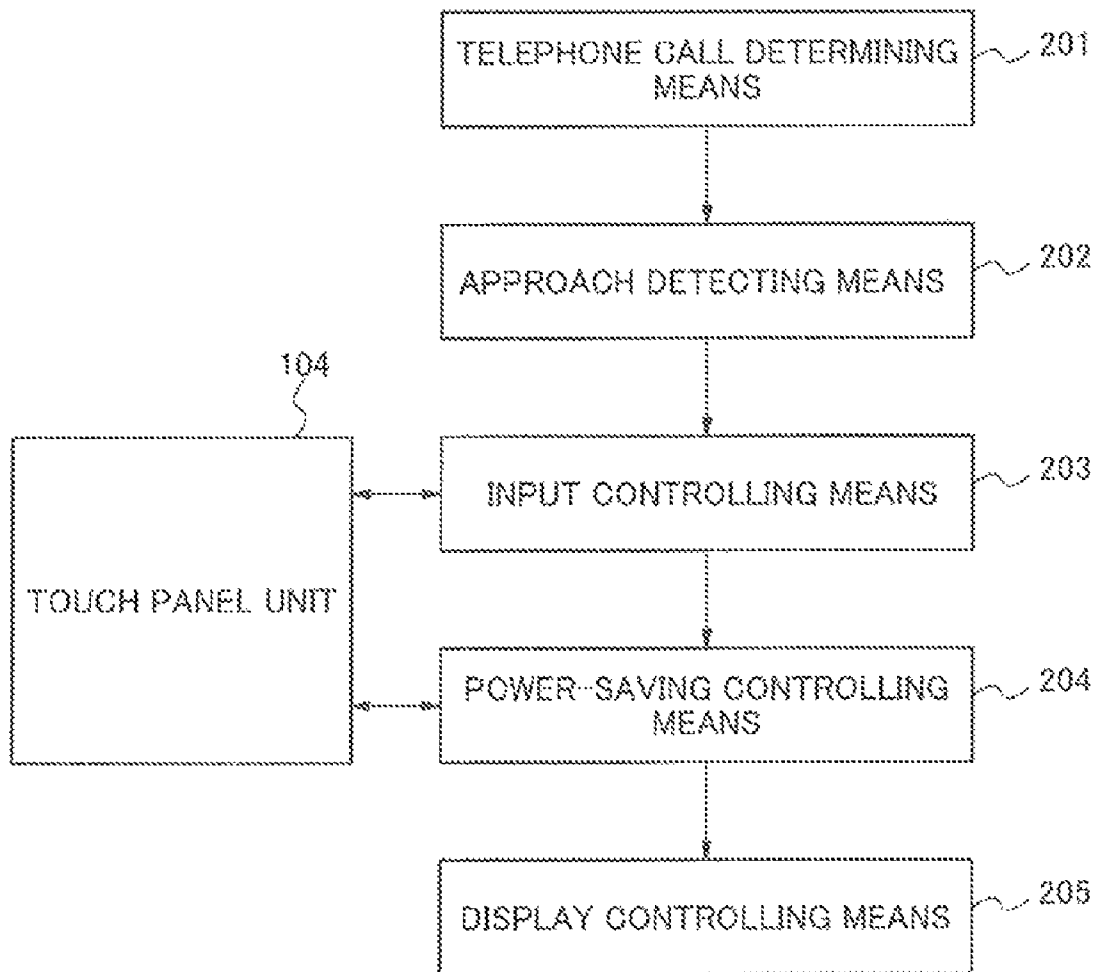 TELEPHONE CALL DETERMINING
MEANS
201
APPROACH DETECTING MEANS
202
104
INPUT CONTROLLING MEANS
203
TOUCH PANEL UNIT
POWER-SAVING CONTROLLING
MEANS
204
DISPLAY CONTROLLING MEANS
205